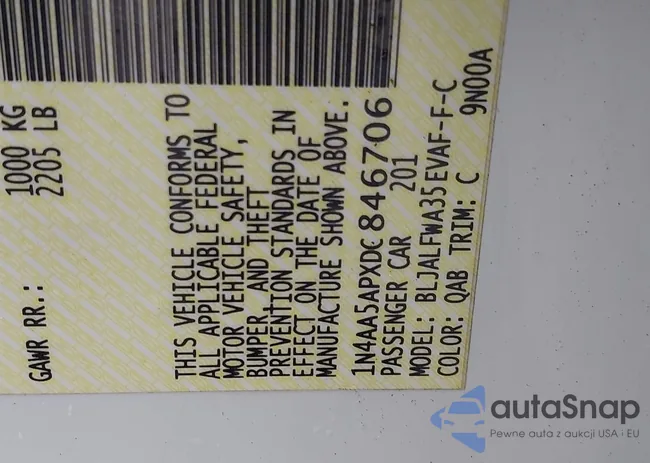 GAWR RR.: 1000 KG
2205 LB
THIS VEHICLE CONFORMS TO
ALL APPLICABLE FEDERAL
MOTOR VEHICLE SAFETY,
BUMPER, AND THEFT
PREVENTION STANDARDS IN
EFFECT ON THE DATE OF
MANUFACTURE SHOWN ABOVE.
1N4AA5APXDC846706
PASSENGER CAR 201
MODEL: BLJALFWA35EVAF-F-C
COLOR: QAB TRIM: C 9N00A
autaSnap
Pewne auta z aukcji USA · EU